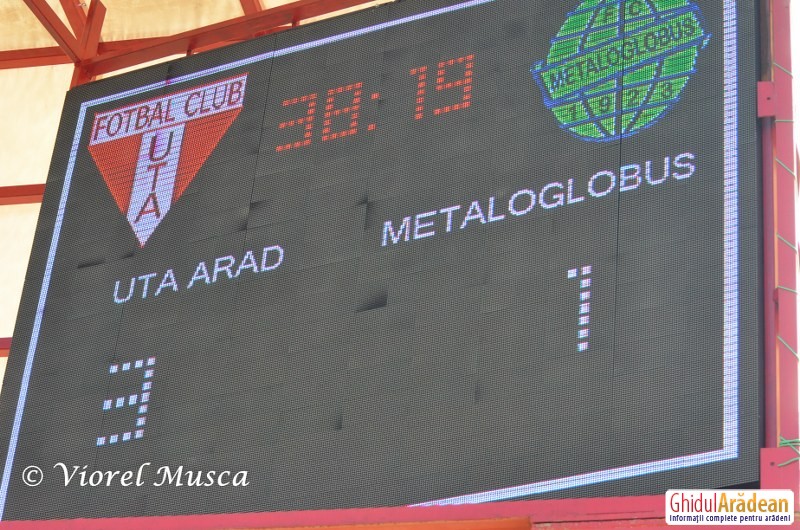 FOTBAL CLUB
UTA
38:19
FC
METALOGLOBUS
1923
UTA ARAD
METALOGLOBUS
3
1
© Viorel Musca
GhidulArădean
informații complete pentru arădeni